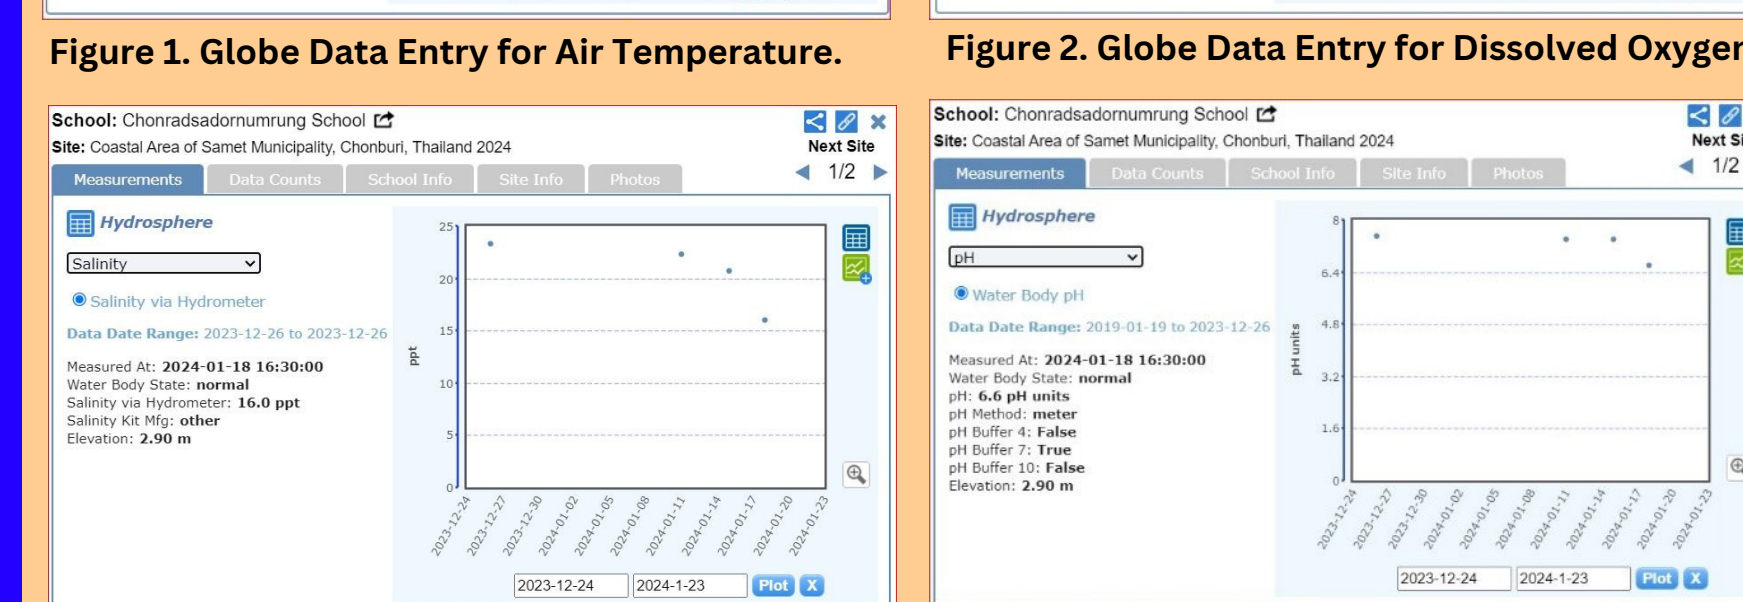 Figure 1. Globe Data Entry for Air Temperature.
Figure 2. Globe Data Entry for Dissolved Oxygen
School: Chonradsadornumrung School
Site: Coastal Area of Samet Municipality, Chonburi, Thailand 2024
Next Site
1/2
Measurements Data Counts School Info Site Info Photos
Hydrosphere
Salinity
Salinity via Hydrometer
Data Date Range: 2023-12-26 to 2023-12-26
Measured At: 2024-01-18 16:30:00
Water Body State: normal
Salinity via Hydrometer: 16.0 ppt
Salinity Kit Mfg: other
Elevation: 2.90 m
ppt
25
20
15
10
5
0
2023-12-24
2023-12-27
2023-12-30
2024-01-02
2024-01-05
2024-01-08
2024-01-11
2024-01-14
2024-01-17
2024-01-20
2024-01-23
2023-12-24 2024-1-23 Plot X
School: Chonradsadornumrung School
Site: Coastal Area of Samet Municipality, Chonburi, Thailand 2024
Next Si
1/2
Measurements Data Counts School Info Site Info Photos
Hydrosphere
pH
Water Body pH
Data Date Range: 2019-01-19 to 2023-12-26
Measured At: 2024-01-18 16:30:00
Water Body State: normal
pH: 6.6 pH units
pH Method: meter
pH Buffer 4: False
pH Buffer 7: True
pH Buffer 10: False
Elevation: 2.90 m
pH units
8
6.4
4.8
3.2
1.6
0
2023-12-24
2023-12-27
2023-12-30
2024-01-02
2024-01-05
2024-01-08
2024-01-11
2024-01-14
2024-01-17
2024-01-20
2024-01-23
2023-12-24 2024-1-23 Plot X